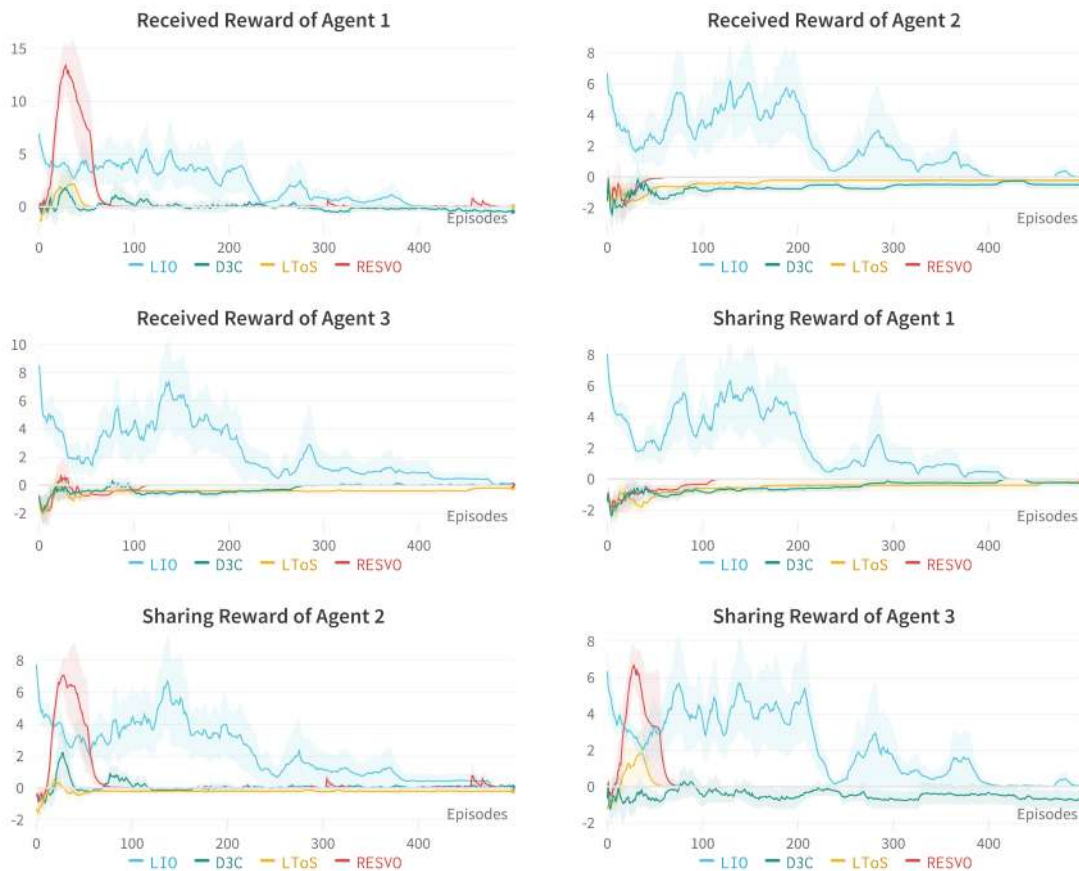 Received Reward of Agent 1
15
10
5
0
Episodes
0 100 200 300 400
LIO D3C LToS RESVO
Received Reward of Agent 2
8
6
4
2
0
-2
Episodes
0 100 200 300 400
LIO D3C LToS RESVO
Received Reward of Agent 3
10
8
6
4
2
0
-2
Episodes
0 100 200 300 400
LIO D3C LToS RESVO
Sharing Reward of Agent 1
8
6
4
2
0
-2
Episodes
0 100 200 300 400
LIO D3C LToS RESVO
Sharing Reward of Agent 2
8
6
4
2
0
-2
Episodes
0 100 200 300 400
LIO D3C LToS RESVO
Sharing Reward of Agent 3
8
6
4
2
0
-2
Episodes
0 100 200 300 400
LIO D3C LToS RESVO